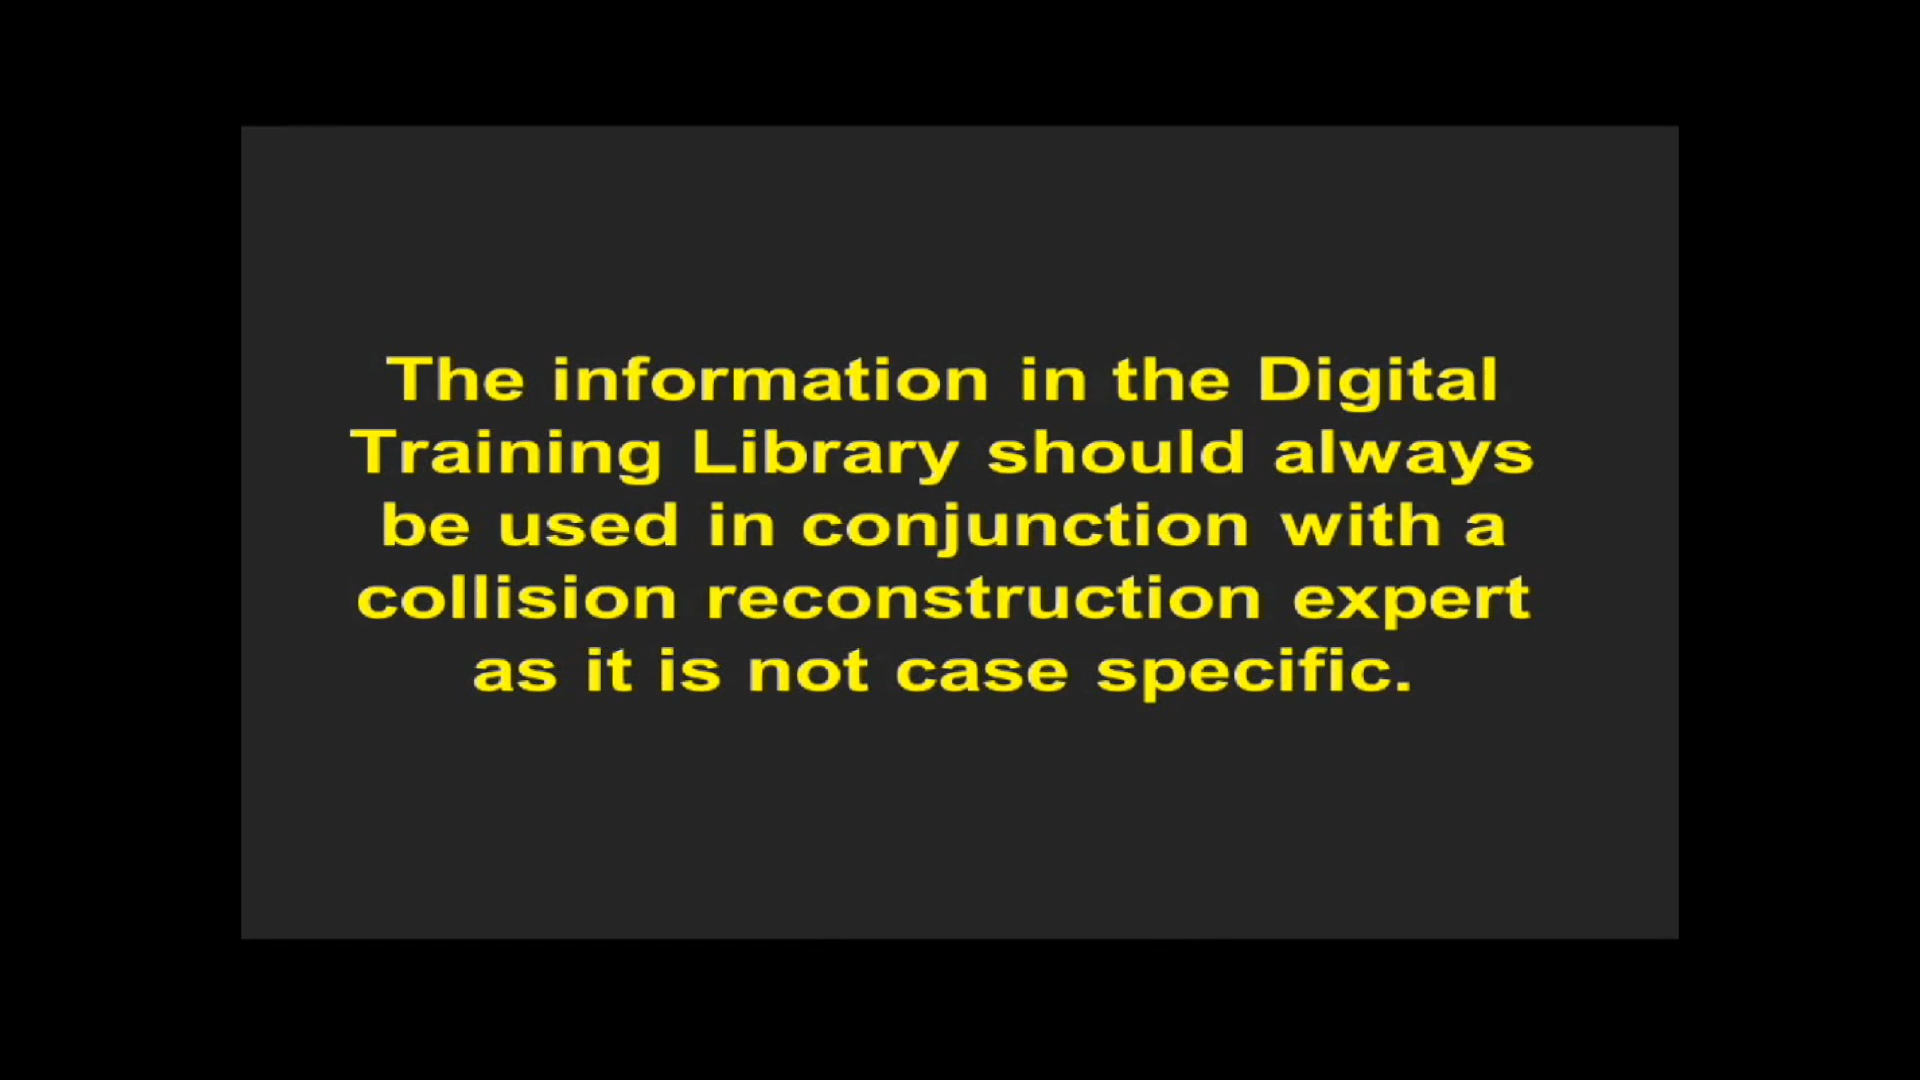 The information in the Digital
Training Library should always
be used in conjunction with a
collision reconstruction expert
as it is not case specific.